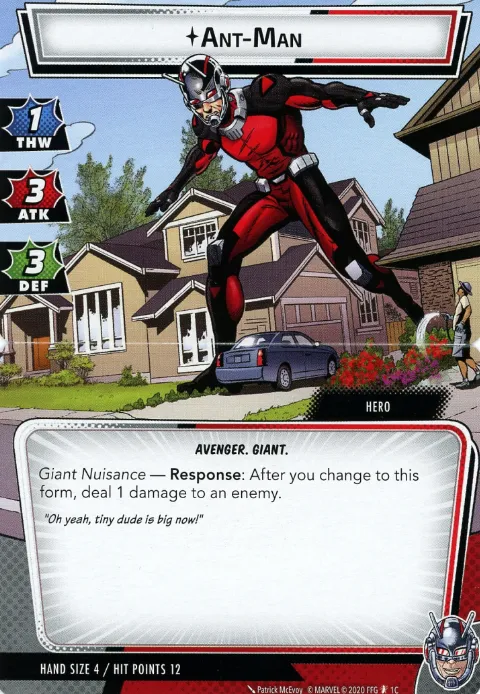 Ant-Man
1
THW
3
ATK
3
DEF
HERO
AVENGER. GIANT.
Giant Nuisance — Response: After you change to this
form, deal 1 damage to an enemy.
"Oh yeah, tiny dude is big now!"
HAND SIZE 4 / HIT POINTS 12
Patrick McEvoy © MARVEL © 2020 FFG 1C